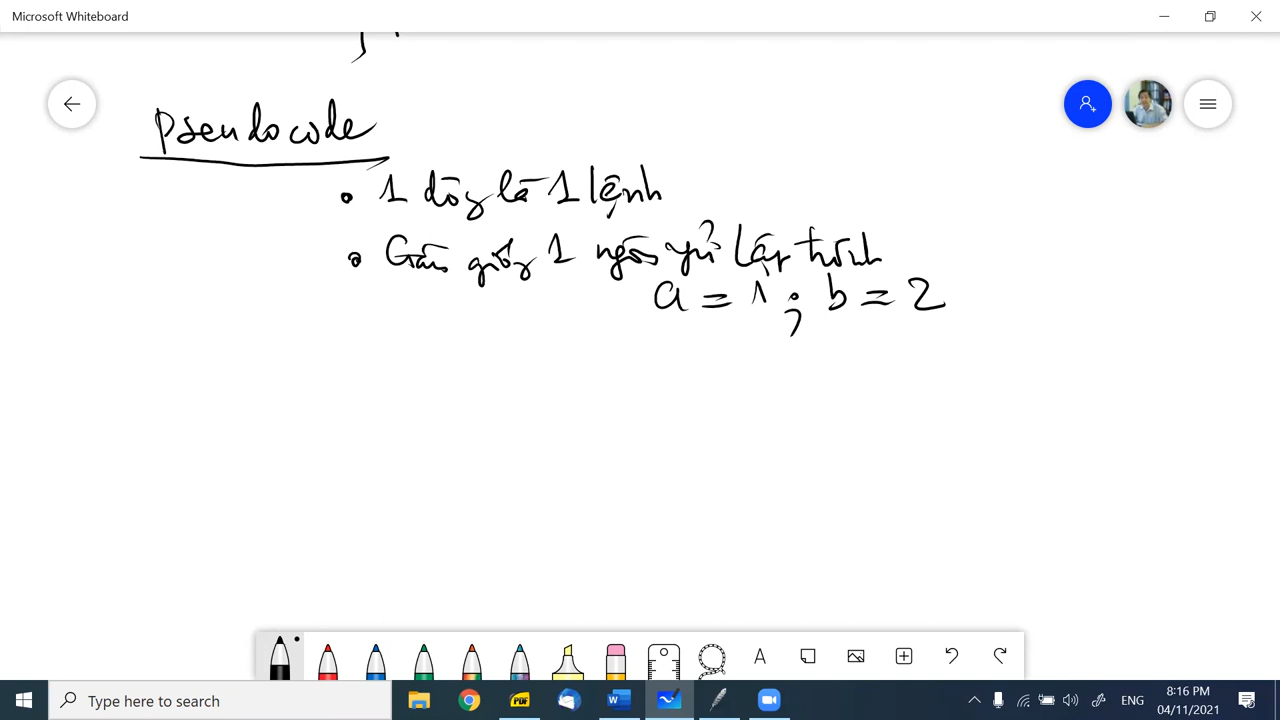 Microsoft Whiteboard
Pseudocode
• 1 dòng là 1 lệnh
• Gần giống 1 ngôn ngữ lập trình
a = 1 ; b = 2
A
Type here to search
PDF
W
ENG
8:16 PM
04/11/2021